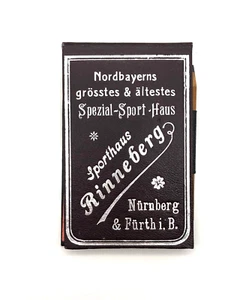 Nordbayerns
grösstes & ältestes
Spezial-Sport-Haus
Sporthaus
Rinneberg
Nürnberg
& Fürth i. B.